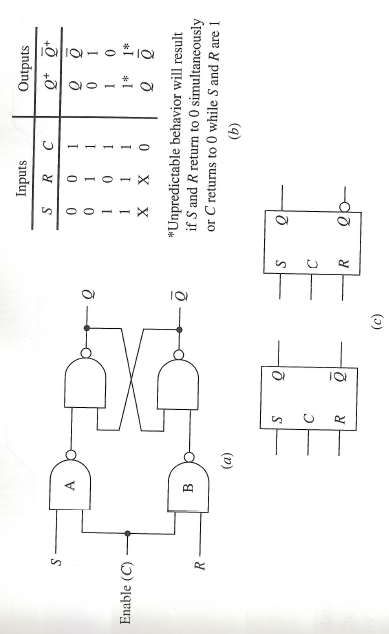 S
A
Q
Enable (C)
B
Q̅
R
(a)
Inputs Outputs
S R C Q⁺ Q̅⁺
0 0 1 Q Q̅
0 1 1 0 1
1 0 1 1 0
1 1 1 1* 1*
X X 0 Q Q̅
*Unpredictable behavior will result
if S and R return to 0 simultaneously
or C returns to 0 while S and R are 1
(b)
S Q
C
R Q̅
S Q
C
R Q
(c)